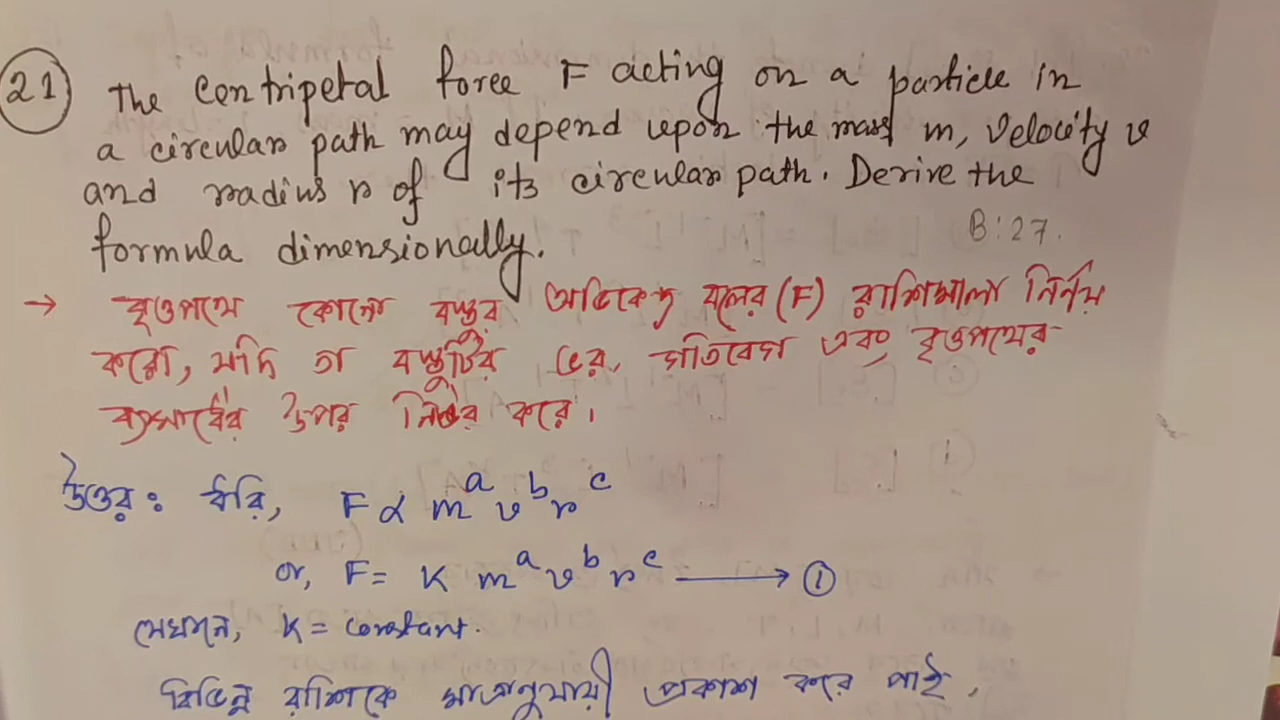 21) The Centripetal force F acting on a particle in
a circular path may depend upon the mass m, Velocity v
and radius r of its circular path. Derive the
formula dimensionally. B:27.
→ বৃত্তপথে কোনো বস্তুর অভিকেন্দ্র বলের (F) রাশিমালা নির্ণয়
করো, যদি তা বস্তুটির ভর, গতিবেগ এবং বৃত্তপথের
ব্যাসার্ধের উপর নির্ভর করে।
উত্তর: ধরি, F α m^a v^b r^c
or, F = K m^a v^b r^c ⟶ ①
যেখানে, K = constant.
বিভিন্ন রাশিকে মাত্রানুযায়ী প্রকাশ করে পাই,